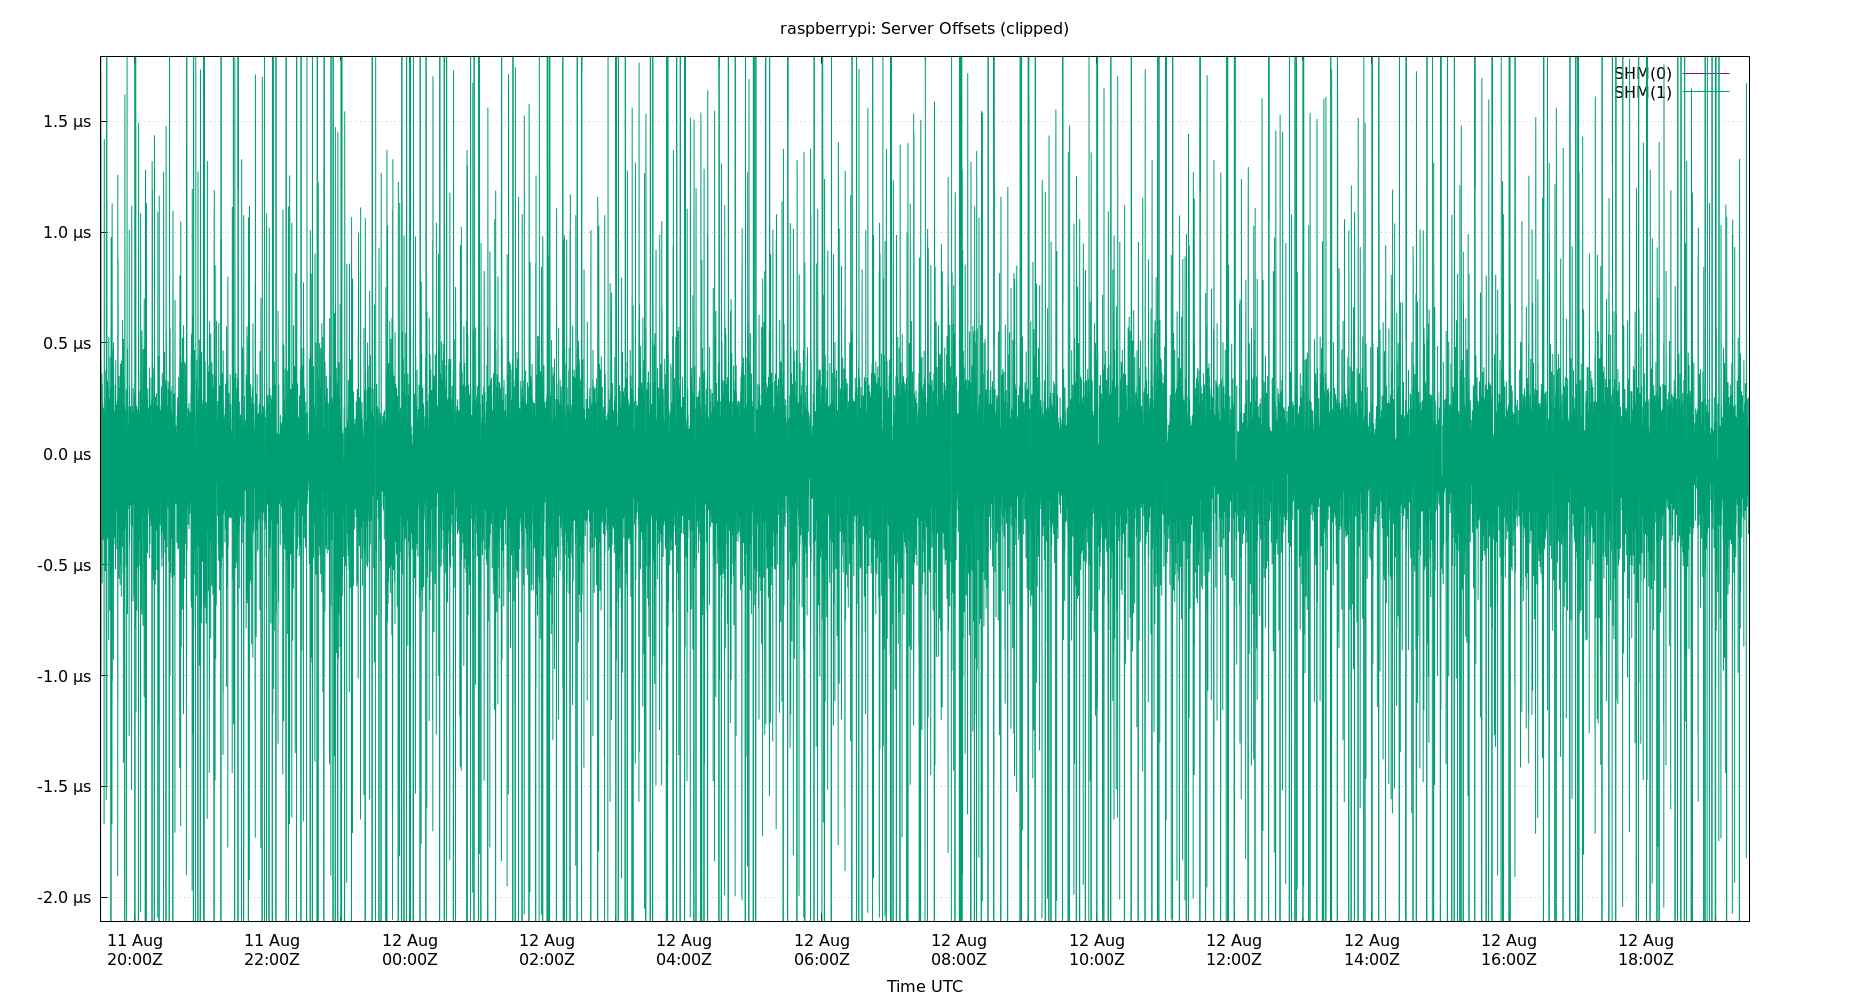 raspberrypi: Server Offsets (clipped)
SHM(0)
SHM(1)
1.5 µs
1.0 µs
0.5 µs
0.0 µs
-0.5 µs
-1.0 µs
-1.5 µs
-2.0 µs
11 Aug 11 Aug 12 Aug 12 Aug 12 Aug 12 Aug 12 Aug 12 Aug 12 Aug 12 Aug 12 Aug 12 Aug
20:00Z 22:00Z 00:00Z 02:00Z 04:00Z 06:00Z 08:00Z 10:00Z 12:00Z 14:00Z 16:00Z 18:00Z
Time UTC